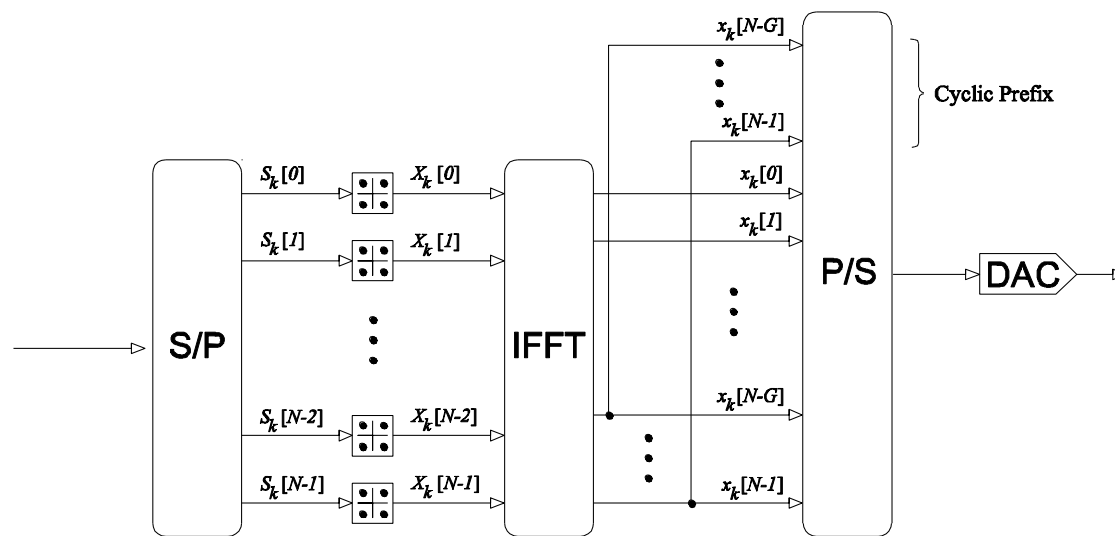 x_k[N-G]
Cyclic Prefix
x_k[N-1]
S_k[0]
X_k[0]
x_k[0]
S_k[1]
X_k[1]
x_k[1]
S/P
IFFT
P/S
DAC
S_k[N-2]
X_k[N-2]
x_k[N-G]
S_k[N-1]
X_k[N-1]
x_k[N-1]